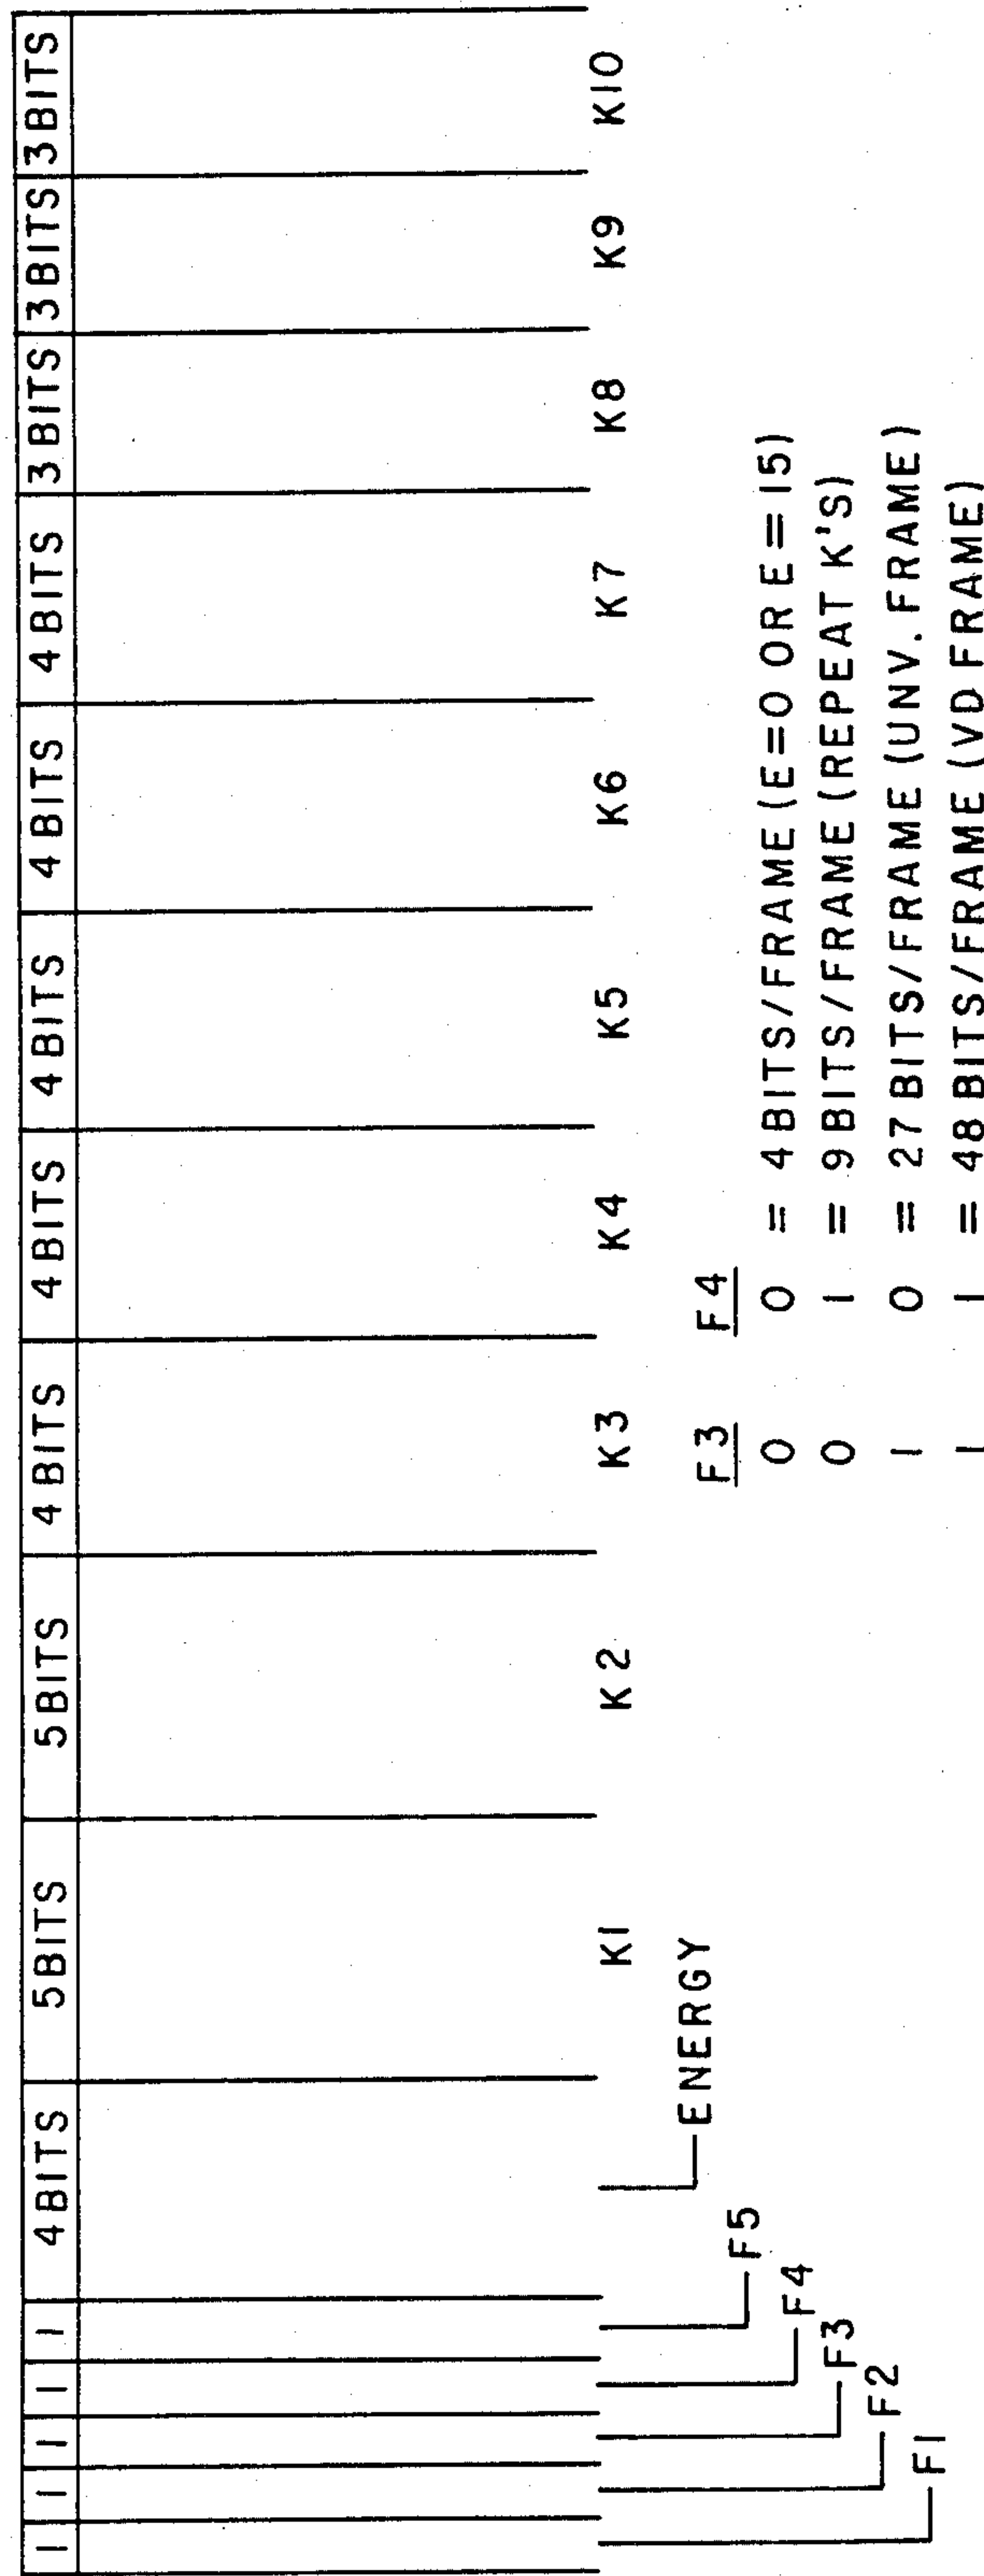 1 1 1 1 1 4 BITS 5 BITS 5 BITS 4 BITS 4 BITS 4 BITS 4 BITS 4 BITS 3 BITS 3 BITS 3 BITS
K1 K2 K3 K4 K5 K6 K7 K8 K9 K10
ENERGY
F5
F4
F3
F2
F1
F3 F4
0 0 = 4 BITS/FRAME (E=0 OR E=15)
0 1 = 9 BITS/FRAME (REPEAT K'S)
1 0 = 27 BITS/FRAME (UNV. FRAME)
1 1 = 48 BITS/FRAME (VD FRAME)